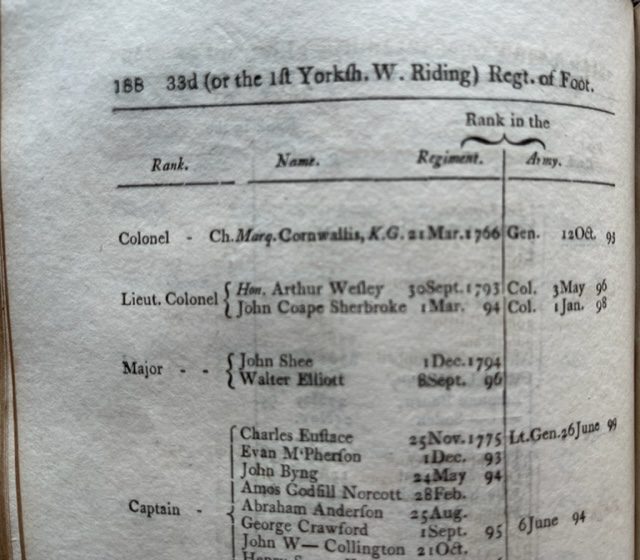 188 33d (or the 1ſt Yorkſh. W. Riding) Regt. of Foot.
Rank in the
Rank. Name. Regiment. Army.
Colonel - Ch. Marq. Cornwallis, K.G. 21 Mar. 1766 Gen. 12 Oct. 93
Lieut. Colonel { Hon. Arthur Weſley 30 Sept. 1793 Col. 3 May 96
John Coape Sherbroke 1 Mar. 94 Col. 1 Jan. 98
Major - - { John Shee 1 Dec. 1794
Walter Elliott 8 Sept. 96
Charles Euſtace 25 Nov. 1775 Lt. Gen. 26 June 99
Evan M'Pherſon 1 Dec. 93
John Byng 24 May 94
Amos Godſill Norcott 28 Feb.
Captain - { Abraham Anderſon 25 Aug.
George Crawford 1 Sept. 95 6 June 94
John W— Collington 21 Oct.